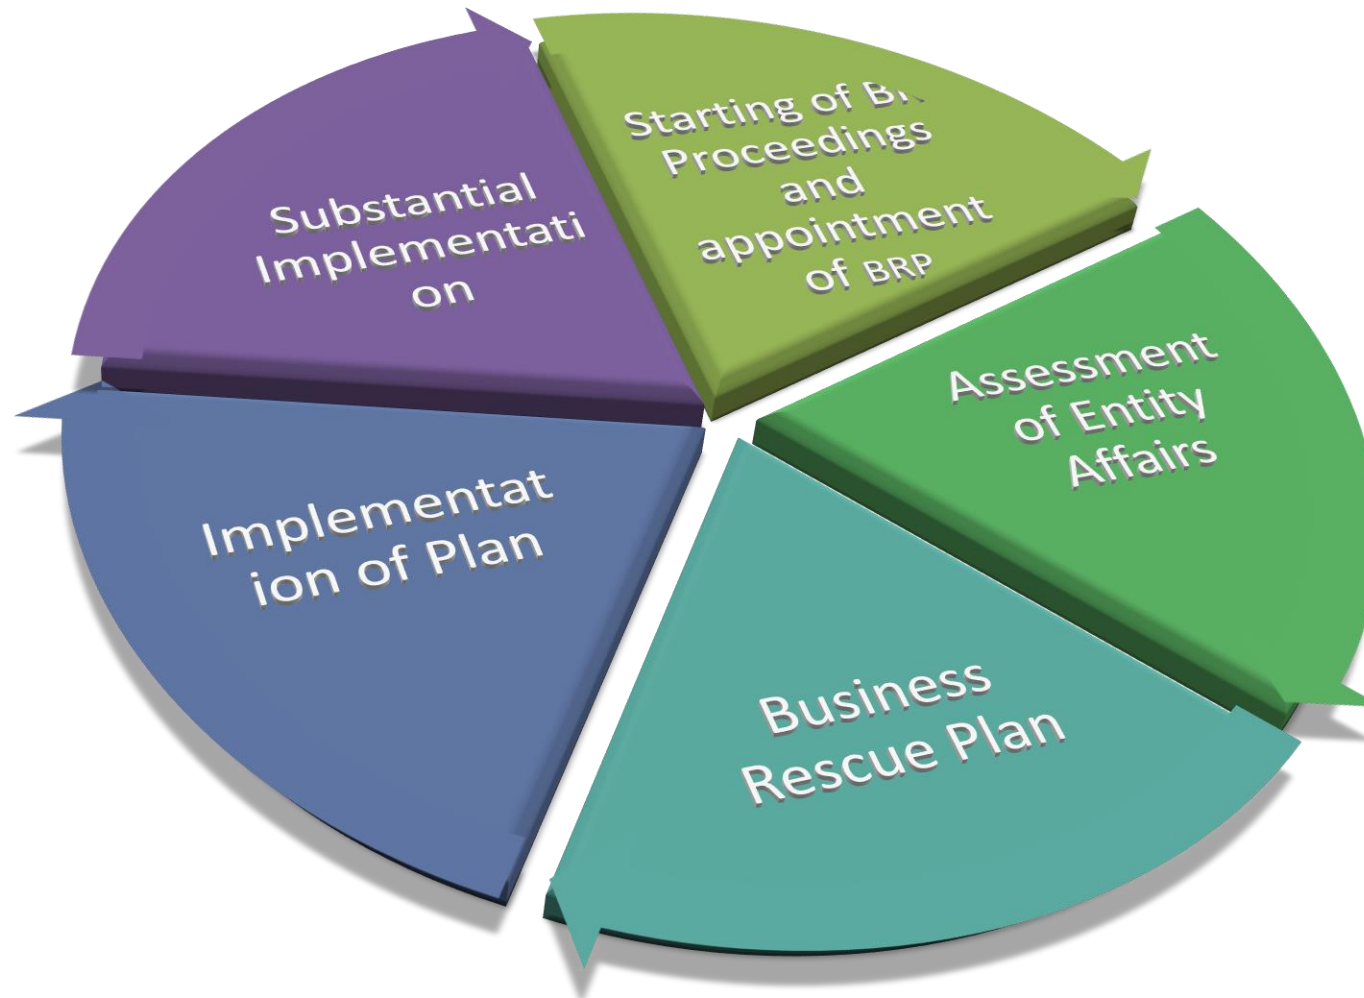 Starting of BR
Proceedings
and
appointment
of BRP
Assessment
of Entity
Affairs
Business
Rescue Plan
Implementat
ion of Plan
Substantial
Implementati
on